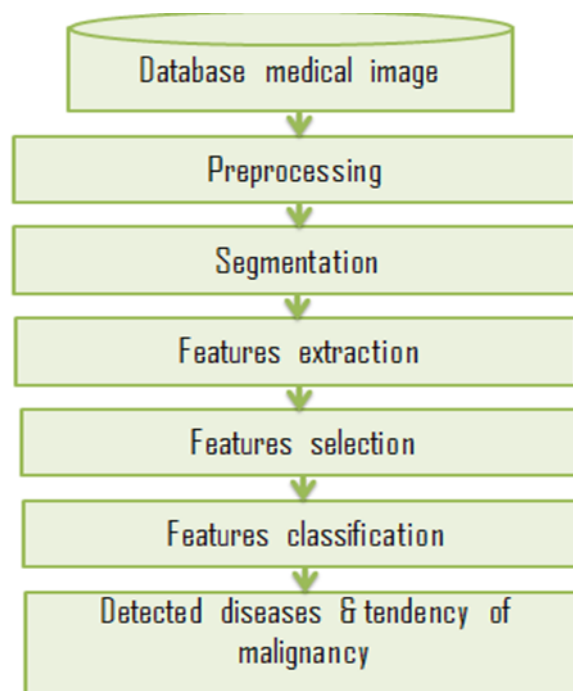 Database medical image
Preprocessing
Segmentation
Features extraction
Features selection
Features classification
Detected diseases & tendency of
malignancy